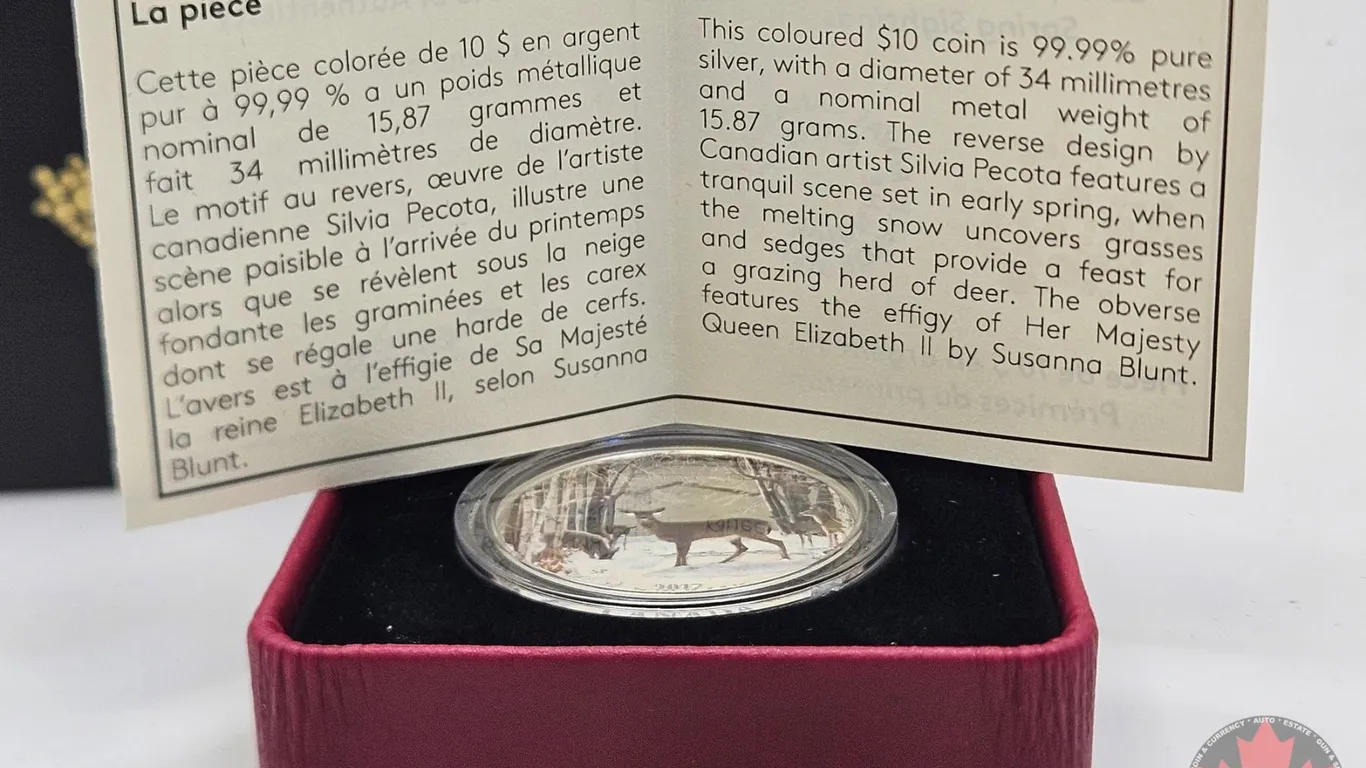 La pièce
Cette pièce colorée de 10 $ en argent
pur à 99,99 % a un poids métallique
nominal de 15,87 grammes et
fait 34 millimètres de diamètre.
Le motif au revers, œuvre de l'artiste
canadienne Silvia Pecota, illustre une
scène paisible à l'arrivée du printemps
alors que se révèlent sous la neige
fondante les graminées et les carex
dont se régale une harde de cerfs.
L'avers est à l'effigie de Sa Majesté
la reine Elizabeth II, selon Susanna
Blunt.
This coloured $10 coin is 99.99% pure
silver, with a diameter of 34 millimetres
and a nominal metal weight of
15.87 grams. The reverse design by
Canadian artist Silvia Pecota features a
tranquil scene set in early spring, when
the melting snow uncovers grasses
and sedges that provide a feast for
a grazing herd of deer. The obverse
features the effigy of Her Majesty
Queen Elizabeth II by Susanna Blunt.
SP
2017
CANADA
COIN & CURRENCY • AUTO • ESTATE • GUN &